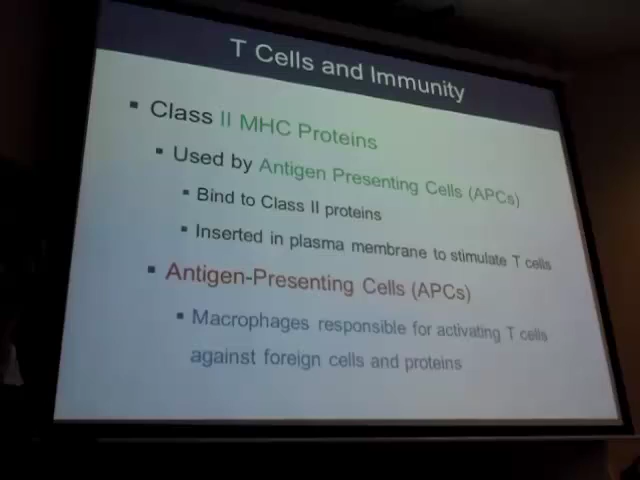 T Cells and Immunity
▪ Class II MHC Proteins
▪ Used by Antigen Presenting Cells (APCs)
▪ Bind to Class II proteins
▪ Inserted in plasma membrane to stimulate T cells
▪ Antigen-Presenting Cells (APCs)
▪ Macrophages responsible for activating T cells
against foreign cells and proteins